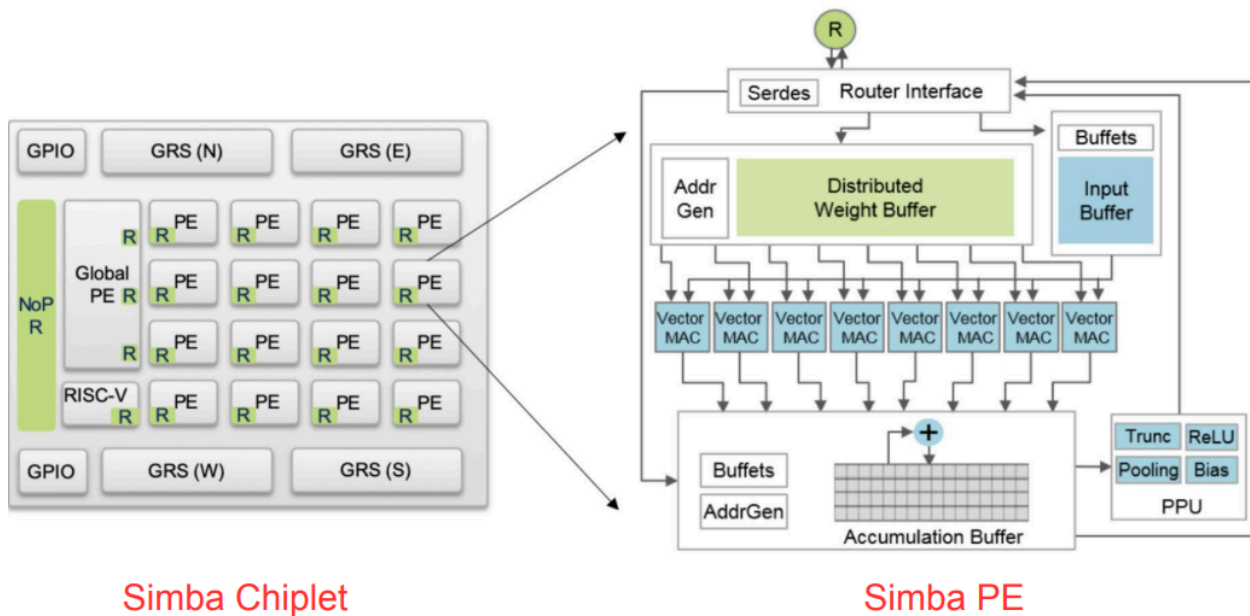 GPIO
GRS (N)
GRS (E)
NoP
R
Global
PE
R
R
R
PE
R
PE
R
PE
R
PE
R
PE
R
PE
R
PE
R
PE
R
PE
R
PE
R
PE
R
PE
R
RISC-V
R
PE
R
PE
R
PE
R
PE
R
GPIO
GRS (W)
GRS (S)
Simba Chiplet
R
Serdes
Router Interface
Addr
Gen
Distributed
Weight Buffer
Buffets
Input
Buffer
Vector
MAC
Vector
MAC
Vector
MAC
Vector
MAC
Vector
MAC
Vector
MAC
Vector
MAC
Vector
MAC
+
Buffets
AddrGen
Accumulation Buffer
Trunc
ReLU
Pooling
Bias
PPU
Simba PE